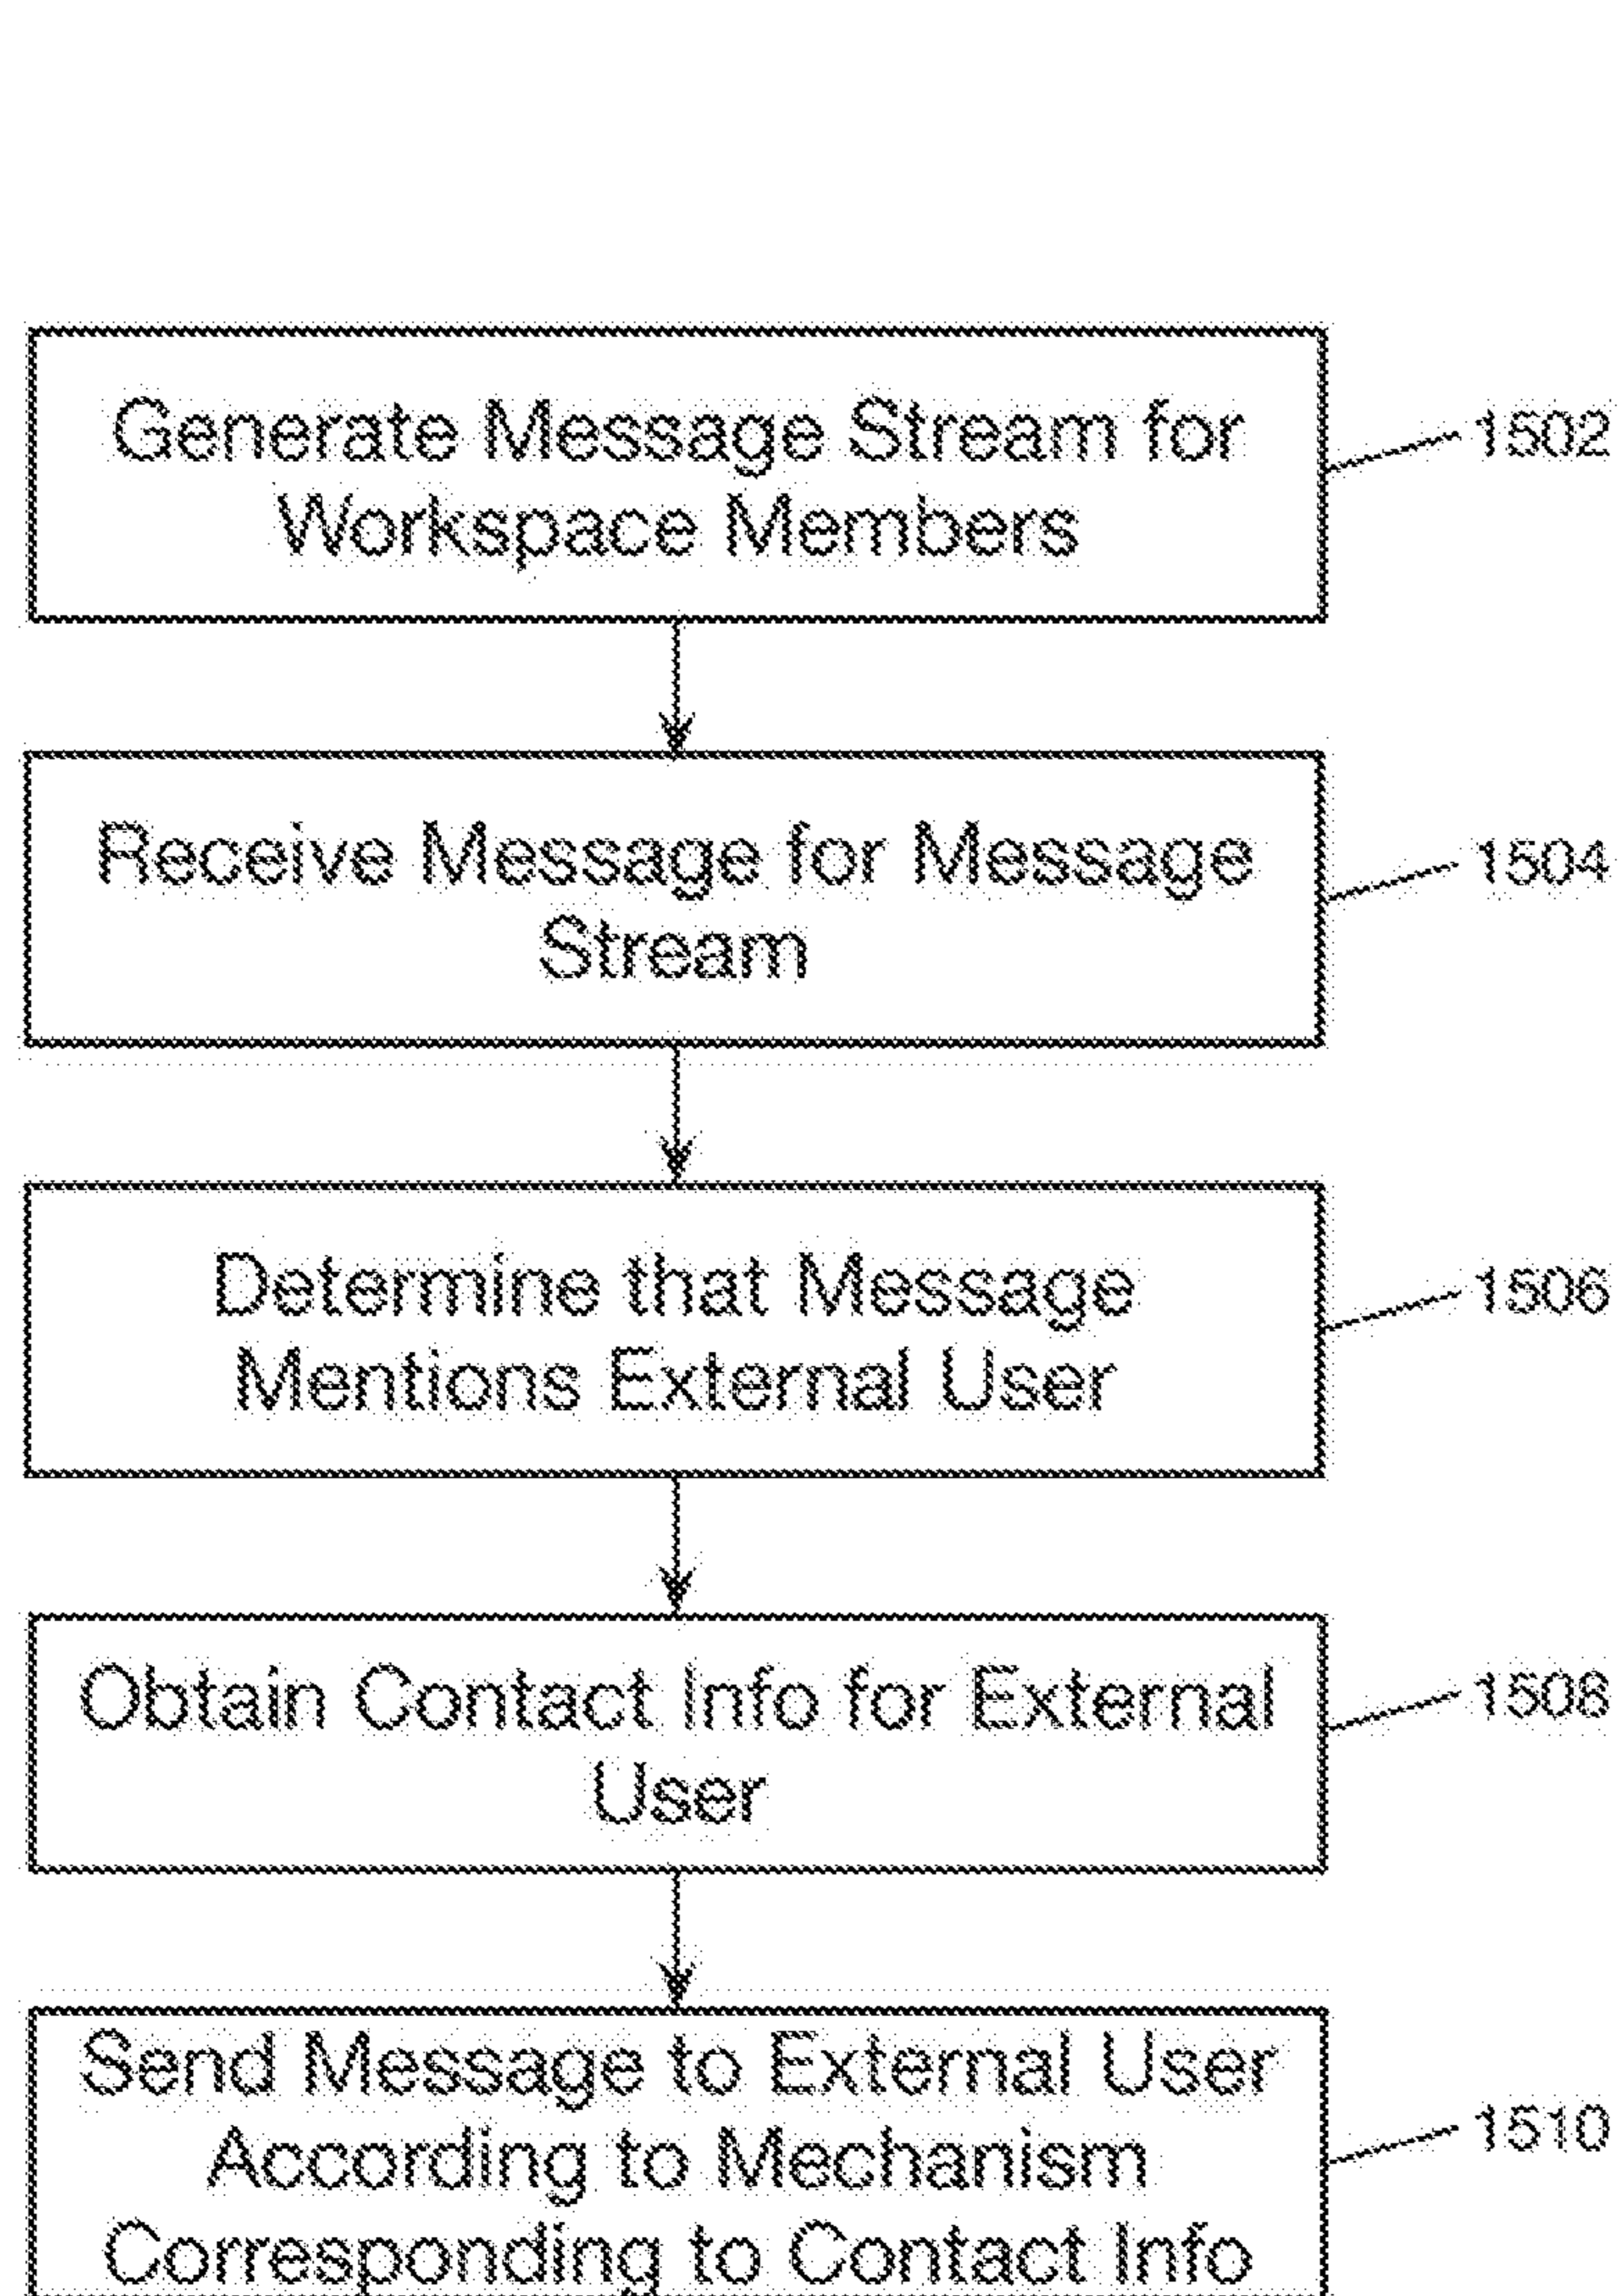 Generate Message Stream for
Workspace Members
1502
Receive Message for Message
Stream
1504
Determine that Message
Mentions External User
1506
Obtain Contact Info for External
User
1508
Send Message to External User
According to Mechanism
Corresponding to Contact Info
1510